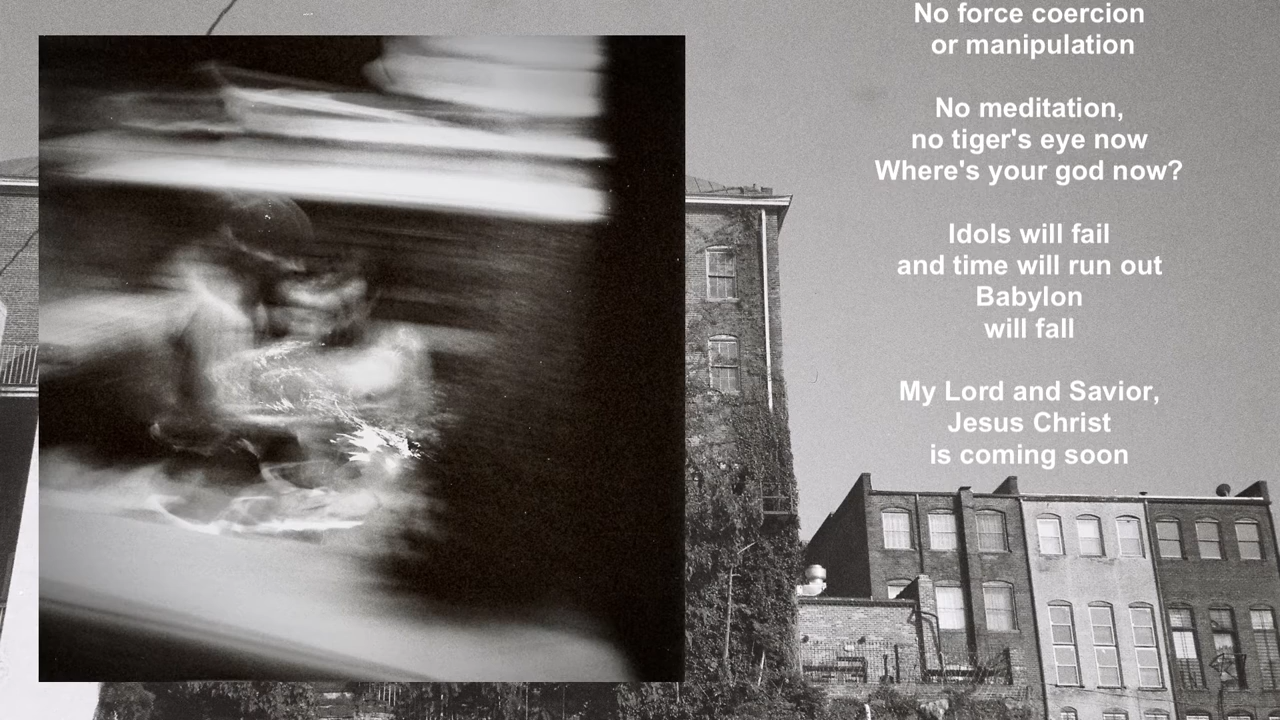 No force coercion
or manipulation
No meditation,
no tiger's eye now
Where's your god now?
Idols will fail
and time will run out
Babylon
will fall
My Lord and Savior,
Jesus Christ
is coming soon